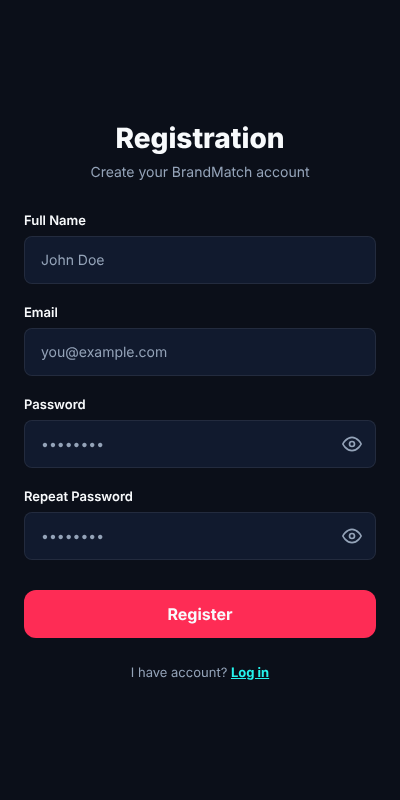 Registration
Create your BrandMatch account
Full Name
John Doe
Email
you@example.com
Password
••••••••
Repeat Password
••••••••
Register
I have account? Log in